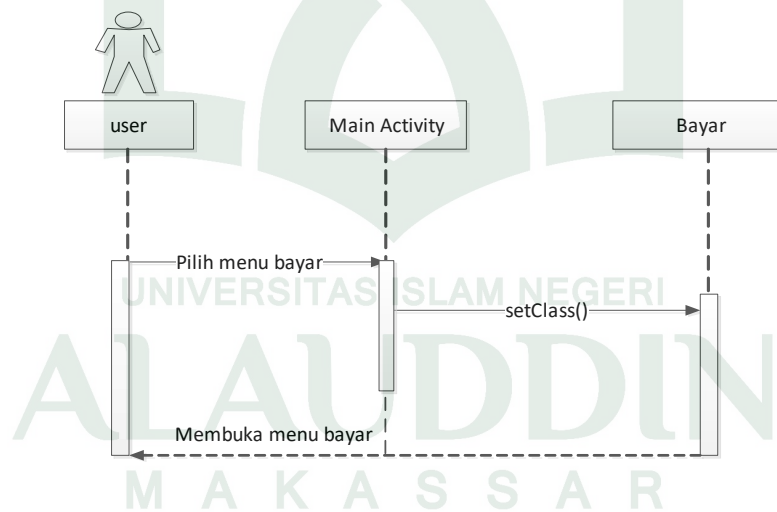 user
Main Activity
Bayar
Pilih menu bayar
UNIVERSITAS ISLAM NEGERI
setClass()
ALAUDDIN
Membuka menu bayar
MAKASSAR